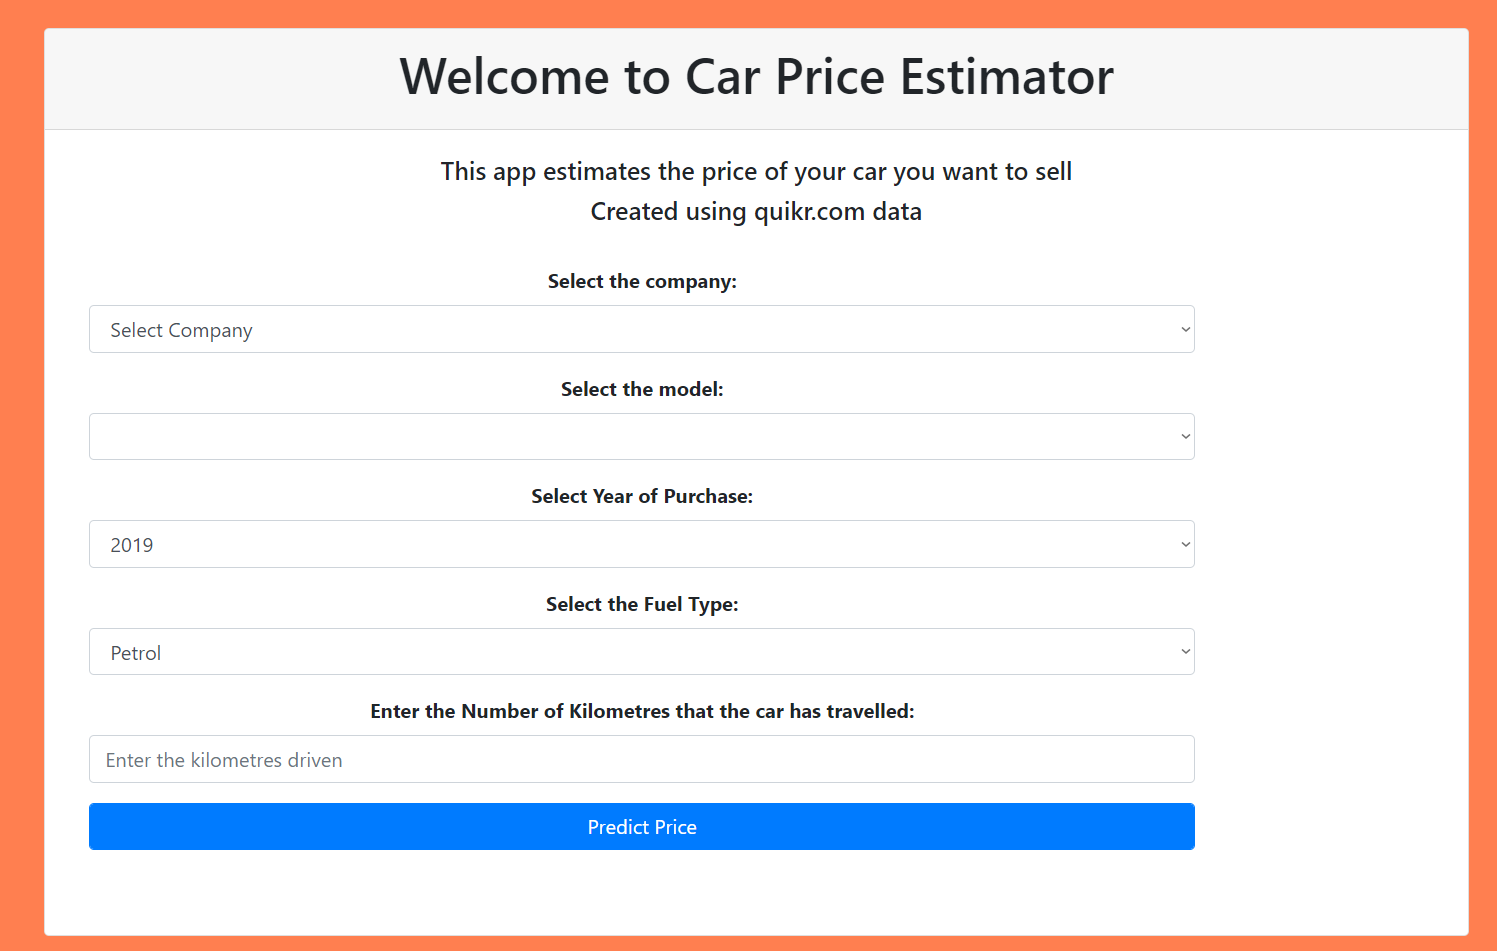 Welcome to Car Price Estimator
This app estimates the price of your car you want to sell
Created using quikr.com data
Select the company:
Select Company
Select the model:
Select Year of Purchase:
2019
Select the Fuel Type:
Petrol
Enter the Number of Kilometres that the car has travelled:
Enter the kilometres driven
Predict Price